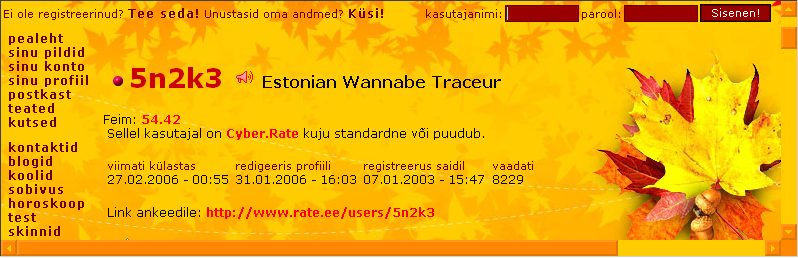 Ei ole registreerinud? Tee seda! Unustasid oma andmed? Küsi! kasutajanimi: parool: Sisenen!
pealeht
sinu pildid
sinu konto
sinu profiil
postkast
teated
kutsed
kontaktid
blogid
koolid
sobivus
horoskoop
test
skinnid
5n2k3 Estonian Wannabe Traceur
Feim: 54.42
Sellel kasutajal on Cyber.Rate kuju standardne või puudub.
viimati külastas redigeeris profiili registreerus saidil vaadati
27.02.2006 - 00:55 31.01.2006 - 16:03 07.01.2003 - 15:47 8229
Link ankeedile: http://www.rate.ee/users/5n2k3